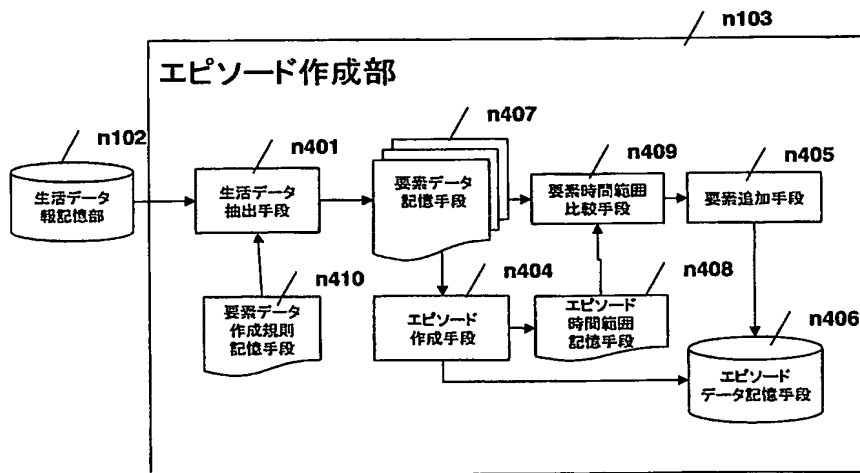 n103
エピソード作成部
n102
生活データ
報記憶部
n401
生活データ
抽出手段
n407
要素データ
記憶手段
n409
要素時間範囲
比較手段
n405
要素追加手段
n410
要素データ
作成規則
記憶手段
n404
エピソード
作成手段
n408
エピソード
時間範囲
記憶手段
n406
エピソード
データ記憶手段